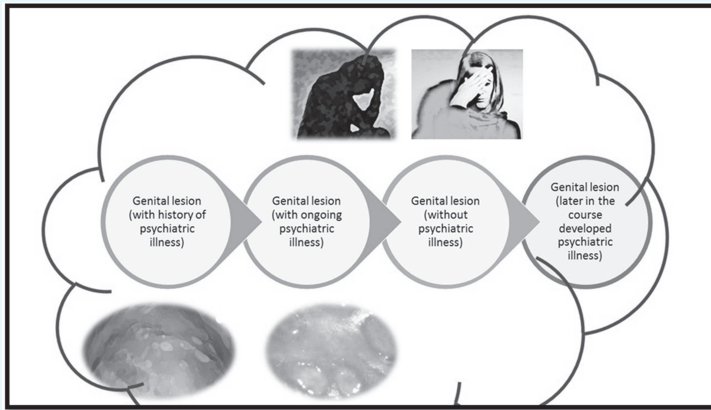 Genital lesion
(with history of
psychiatric
illness)
Genital lesion
(with ongoing
psychiatric
illness)
Genital lesion
(without
psychiatric
illness)
Genital lesion
(later in the
course
developed
psychiatric
illness)